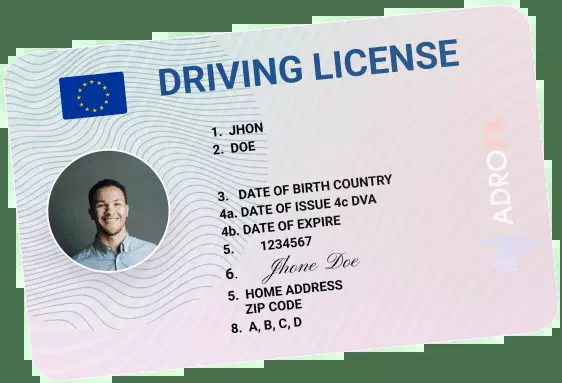 DRIVING LICENSE
1. JHON
2. DOE
3. DATE OF BIRTH COUNTRY
4a. DATE OF ISSUE 4c DVA
4b. DATE OF EXPIRE
5. 1234567
6. Jhone Doe
5. HOME ADDRESS
ZIP CODE
8. A, B, C, D
ADROFX